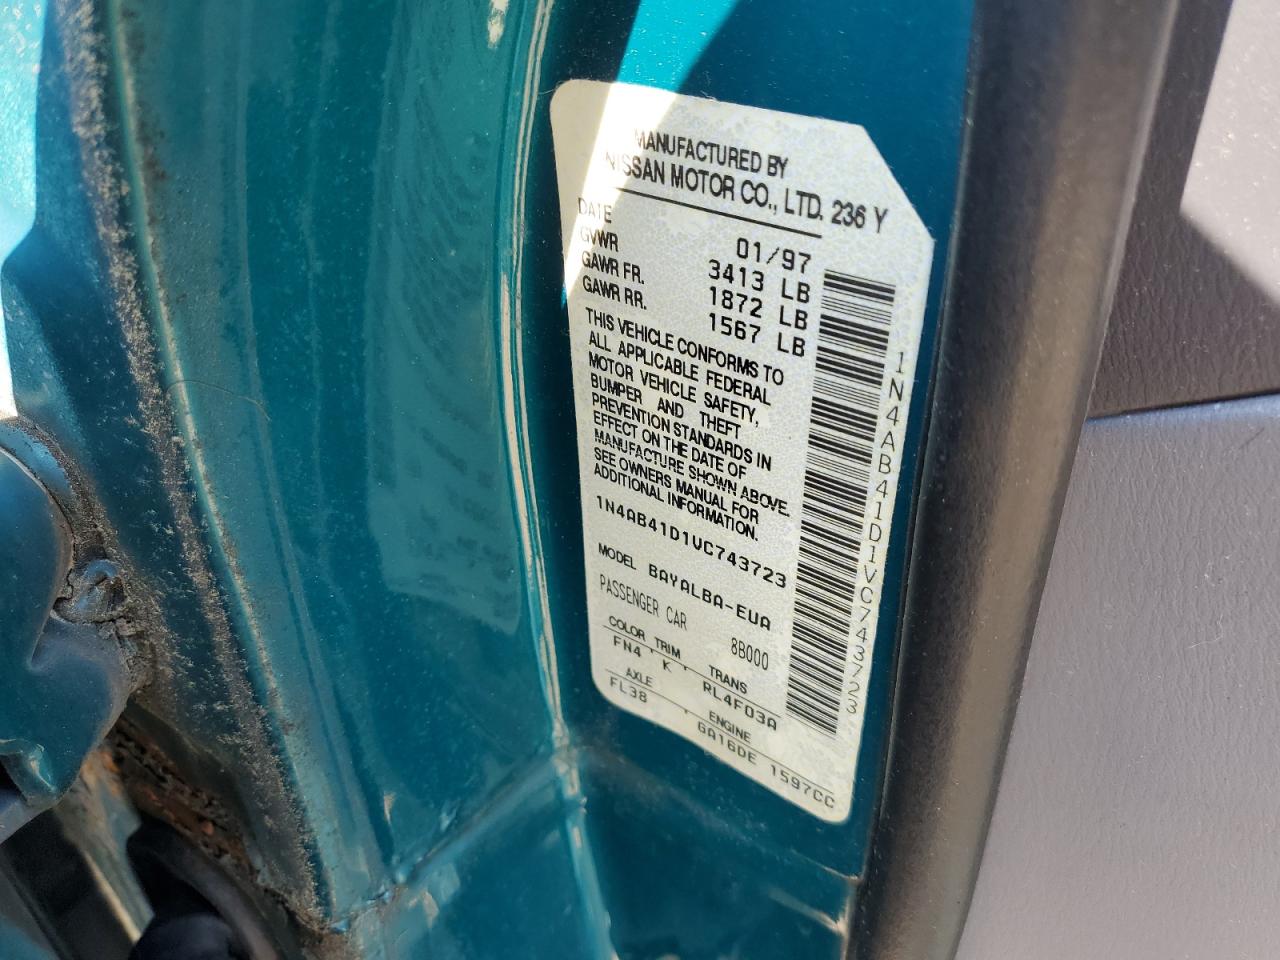 MANUFACTURED BY
NISSAN MOTOR CO., LTD. 236 Y
DATE 01/97
GVWR 3413 LB
GAWR FR. 1872 LB
GAWR RR. 1567 LB
THIS VEHICLE CONFORMS TO
ALL APPLICABLE FEDERAL
MOTOR VEHICLE SAFETY,
BUMPER AND THEFT
PREVENTION STANDARDS IN
EFFECT ON THE DATE OF
MANUFACTURE SHOWN ABOVE.
SEE OWNERS MANUAL FOR
ADDITIONAL INFORMATION.
1N4AB41D1VC743723
MODEL BAYALBA-EUA
PASSENGER CAR 8B000
COLOR TRIM TRANS
FN4 ' K ' RL4F03A
AXLE ENGINE
FL38 ' GA16DE 1597CC
1N4AB41D1VC743723